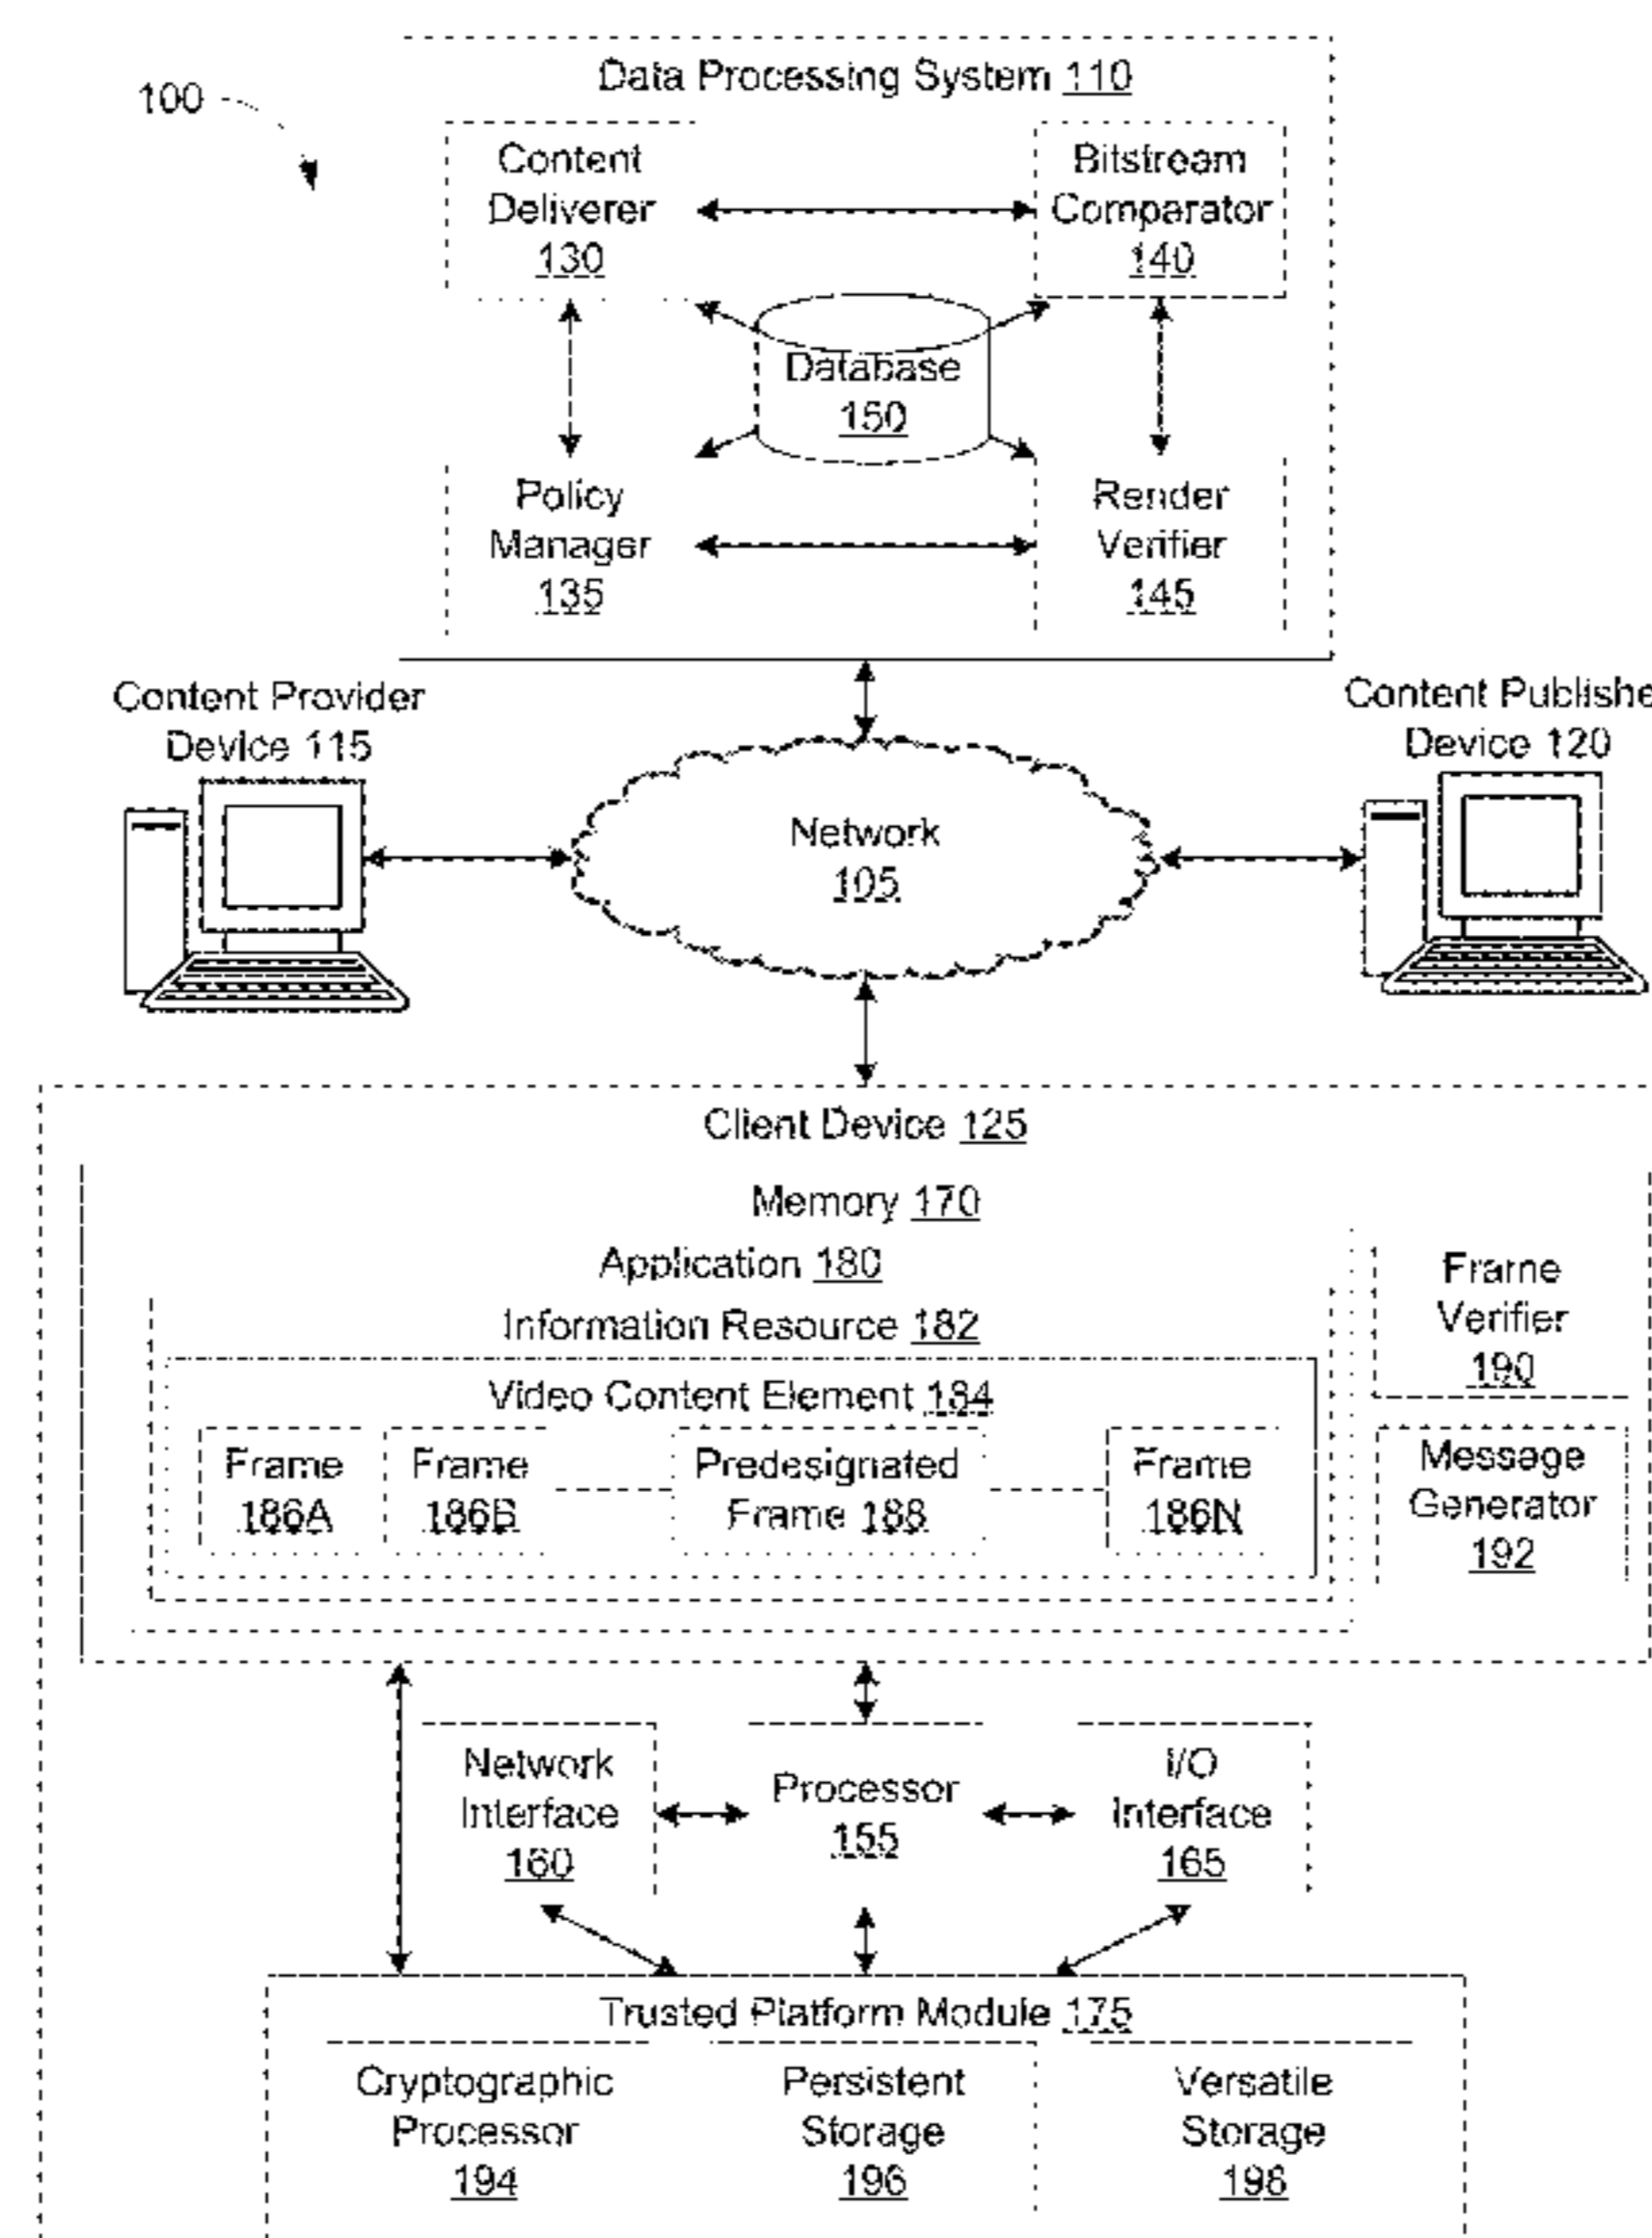 100
Data Processing System 110
Content
Deliverer
130
Bitstream
Comparator
140
Database
150
Policy
Manager
135
Render
Verifier
145
Content Provider
Device 115
Content Publishe
Device 120
Network
105
Client Device 125
Memory 170
Application 180
Information Resource 182
Video Content Element 184
Frame
186A
Frame
186B
Predesignated
Frame 188
Frame
186N
Frame
Verifier
190
Message
Generator
192
Network
Interface
160
Processor
155
I/O
Interface
165
Trusted Platform Module 175
Cryptographic
Processor
194
Persistent
Storage
196
Versatile
Storage
198